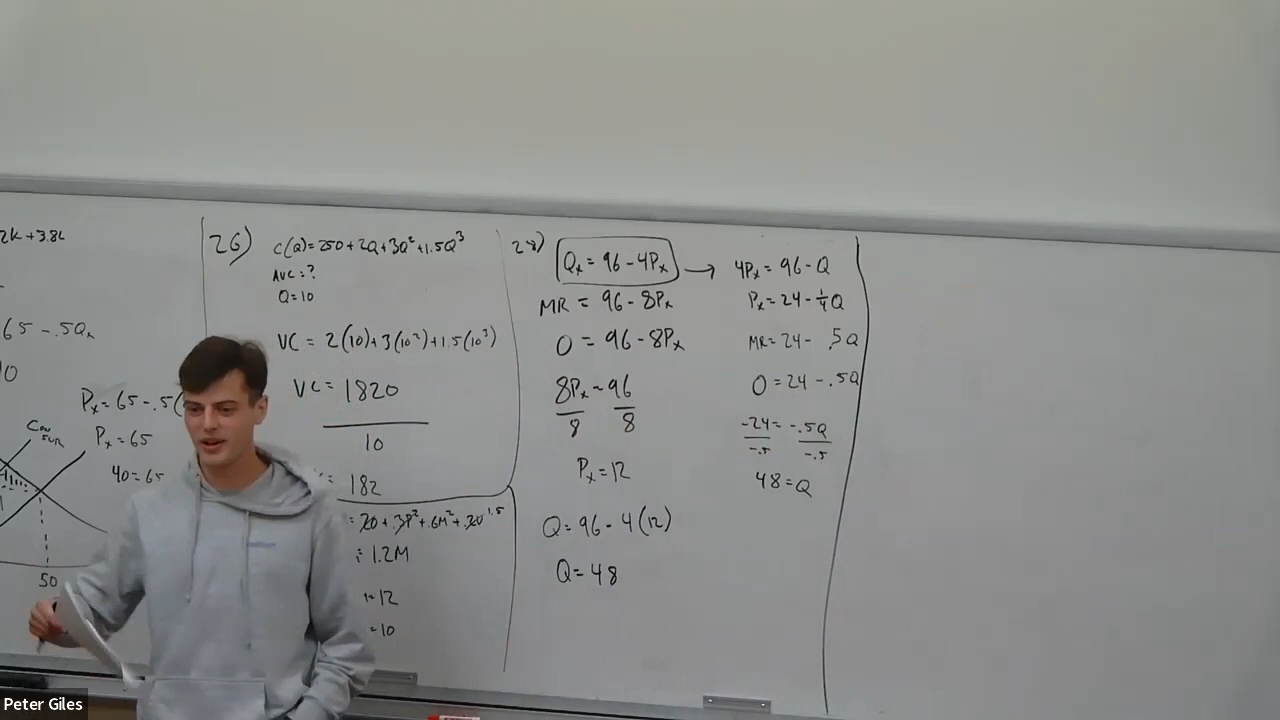 2K+3.8L
65-.5Qx
10
Px=65-.5(
Px=65
40=65
CON
SUR
50
26)
C(Q)=250+2Q+3Q²+1.5Q³
AVC=?
Q=10
VC = 2(10)+3(10²)+1.5(10³)
VC = 1820
10
182
=20+3P²+.6M²+.3U^1.5
1.2M
12
=10
28)
Qx = 96-4Px →
MR = 96-8Px
0 = 96-8Px
8Px=96
8 8
Px=12
Q=96-4(12)
Q=48
4Px=96-Q
Px=24-¼Q
MR=24-.5Q
0=24-.5Q
-24=-.5Q
-.5 -.5
48=Q
Peter Giles